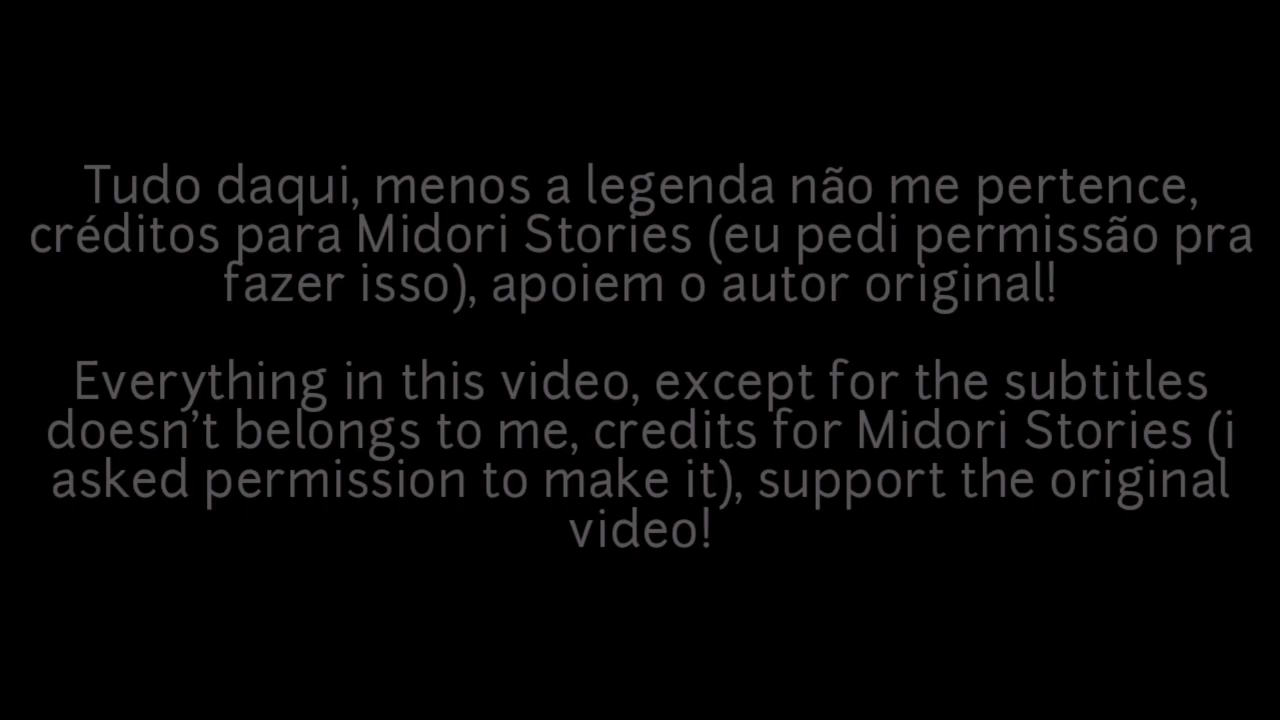 Tudo daqui, menos a legenda não me pertence,
créditos para Midori Stories (eu pedi permissão pra
fazer isso), apoiem o autor original!
Everything in this video, except for the subtitles
doesn't belongs to me, credits for Midori Stories (i
asked permission to make it), support the original
video!